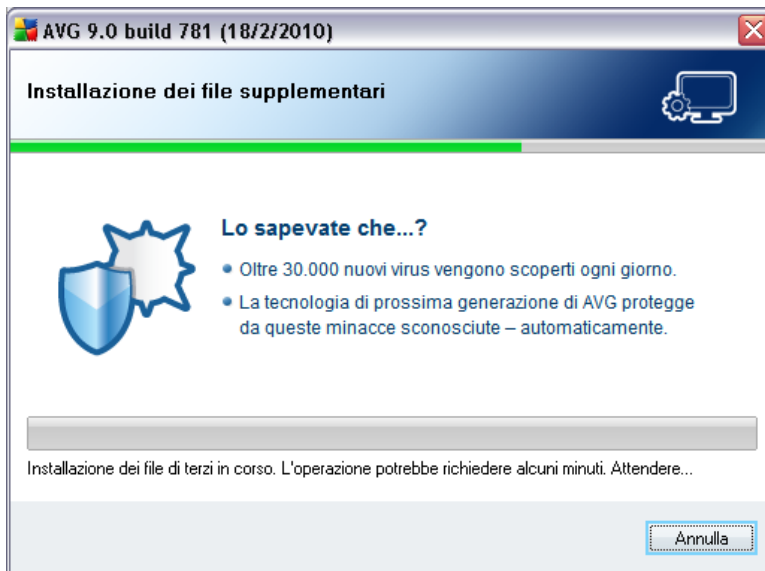 AVG 9.0 build 781 (18/2/2010)
Installazione dei file supplementari
Lo sapevate che...?
Oltre 30.000 nuovi virus vengono scoperti ogni giorno.
La tecnologia di prossima generazione di AVG protegge
da queste minacce sconosciute – automaticamente.
Installazione dei file di terzi in corso. L'operazione potrebbe richiedere alcuni minuti. Attendere...
Annulla